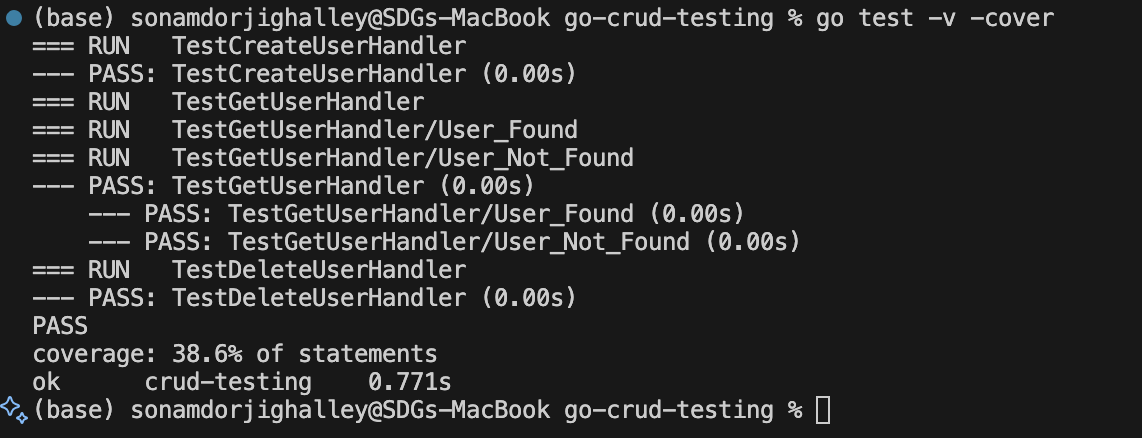 (base) sonamdorjighalley@SDGs-MacBook go-crud-testing % go test -v -cover
=== RUN   TestCreateUserHandler
--- PASS: TestCreateUserHandler (0.00s)
=== RUN   TestGetUserHandler
=== RUN   TestGetUserHandler/User_Found
=== RUN   TestGetUserHandler/User_Not_Found
--- PASS: TestGetUserHandler (0.00s)
    --- PASS: TestGetUserHandler/User_Found (0.00s)
    --- PASS: TestGetUserHandler/User_Not_Found (0.00s)
=== RUN   TestDeleteUserHandler
--- PASS: TestDeleteUserHandler (0.00s)
PASS
coverage: 38.6% of statements
ok      crud-testing    0.771s
(base) sonamdorjighalley@SDGs-MacBook go-crud-testing %